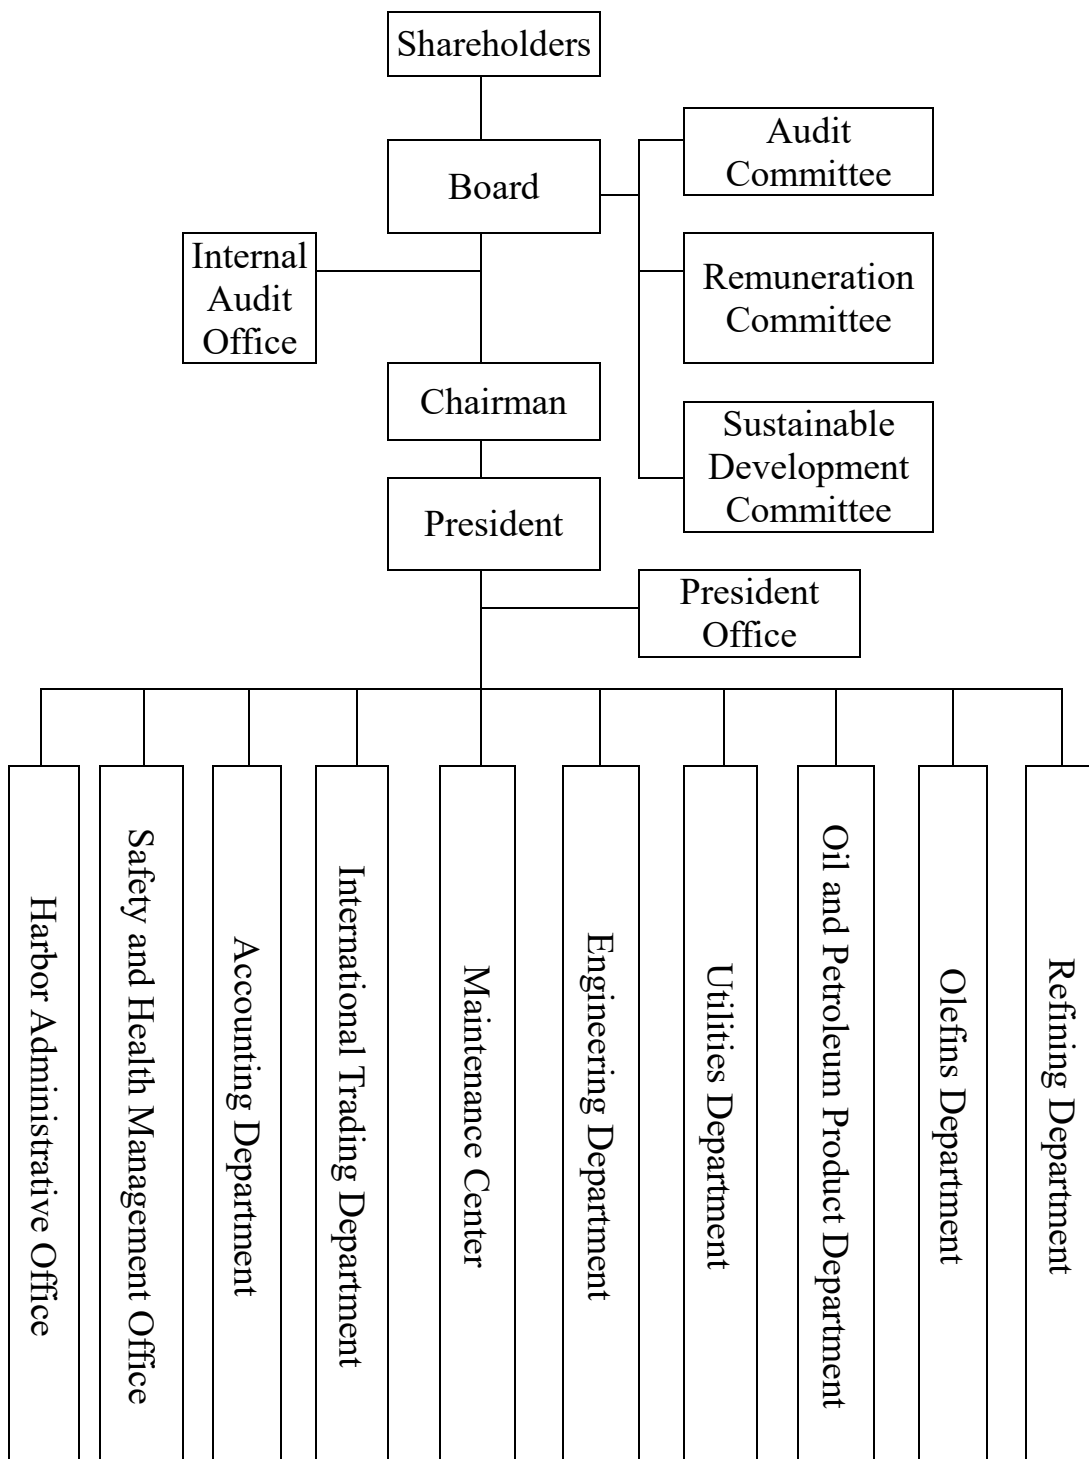 Shareholders
Board
Audit
Committee
Internal
Audit
Office
Remuneration
Committee
Chairman
Sustainable
Development
Committee
President
President
Office
Harbor Administrative Office
Safety and Health Management Office
Accounting Department
International Trading Department
Maintenance Center
Engineering Department
Utilities Department
Oil and Petroleum Product Department
Olefins Department
Refining Department